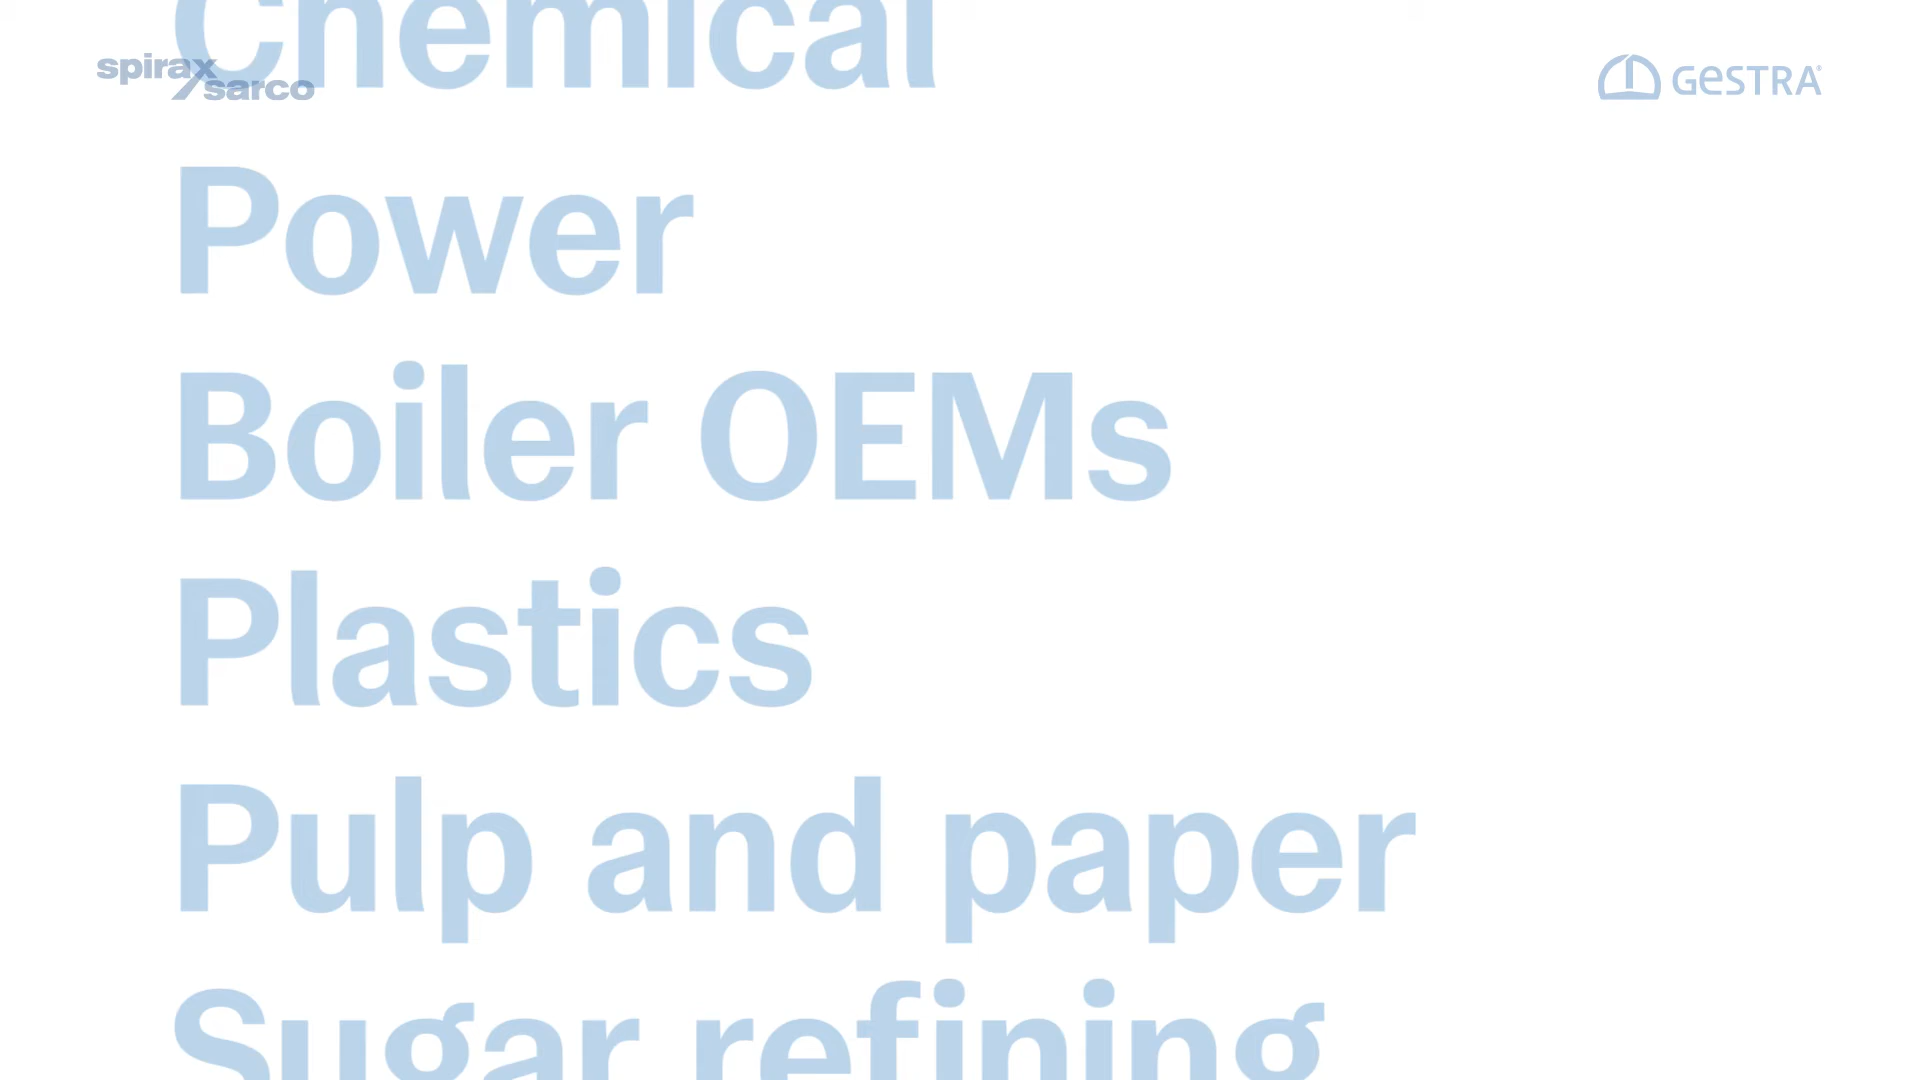 Chemical
spirax
sarco
GESTRA®
Power
Boiler OEMs
Plastics
Pulp and paper
Sugar refining